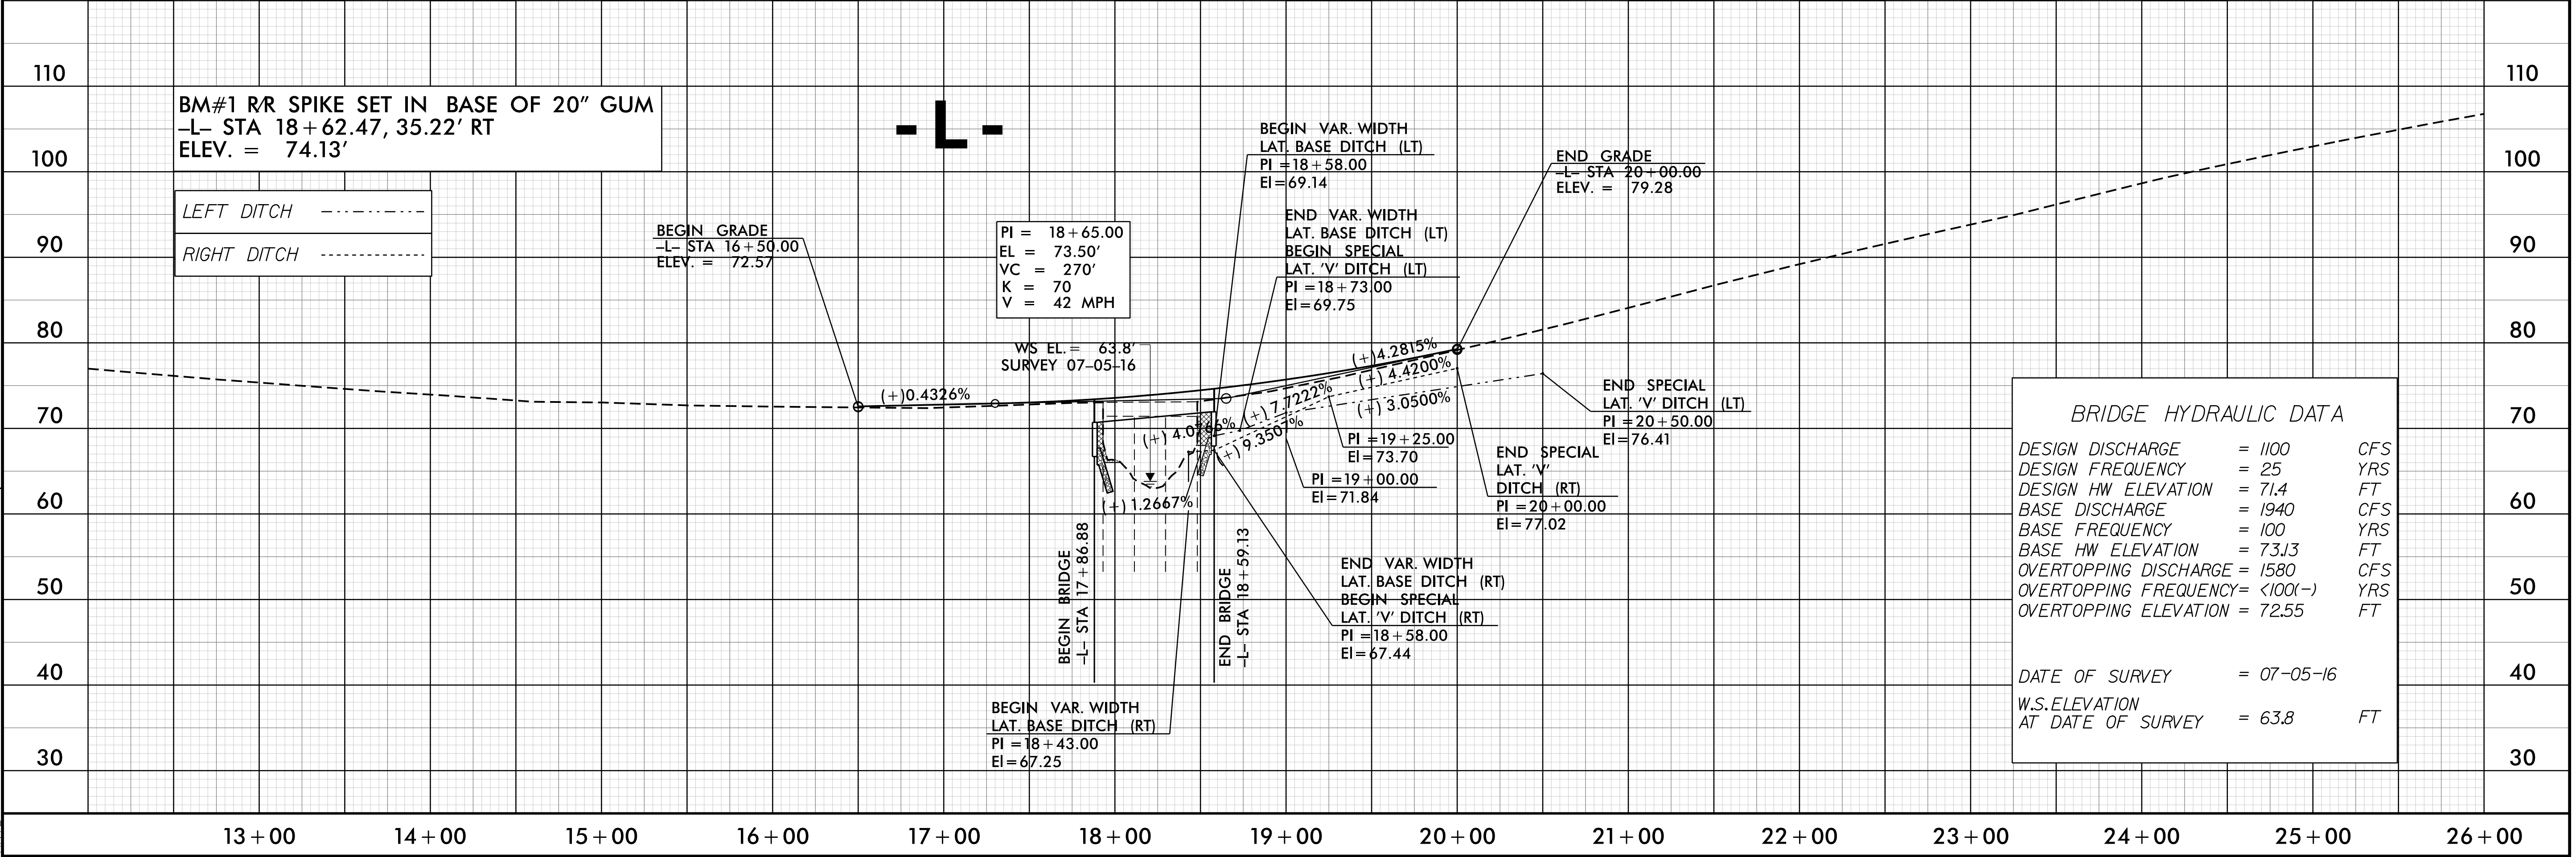 110
100
90
80
70
60
50
40
30
BM#1 R/R SPIKE SET IN BASE OF 20" GUM
-L- STA 18+62.47, 35.22' RT
ELEV. = 74.13'
LEFT DITCH
RIGHT DITCH
-L-
BEGIN GRADE
-L- STA 16+50.00
ELEV. = 72.57
PI = 18+65.00
EL = 73.50'
VC = 270'
K = 70
V = 42 MPH
WS EL. = 63.8'
SURVEY 07-05-16
BEGIN VAR. WIDTH
LAT. BASE DITCH (LT)
PI =18+58.00
El=69.14
END VAR. WIDTH
LAT. BASE DITCH (LT)
BEGIN SPECIAL
LAT. 'V' DITCH (LT)
PI =18+73.00
El=69.75
END GRADE
-L- STA 20+00.00
ELEV. = 79.28
(+)0.4326%
(+)4.2815%
(+) 4.4200%
(+) 7.7222%
(+) 3.0500%
(+) 4.0766%
(+) 9.3507%
(+) 1.2667%
PI =19+25.00
El=73.70
PI =19+00.00
El=71.84
END SPECIAL
LAT. 'V' DITCH (LT)
PI =20+50.00
El=76.41
END SPECIAL
LAT. 'V'
DITCH (RT)
PI =20+00.00
El=77.02
BEGIN BRIDGE
-L- STA 17+86.88
END BRIDGE
-L- STA 18+59.13
END VAR. WIDTH
LAT. BASE DITCH (RT)
BEGIN SPECIAL
LAT. 'V' DITCH (RT)
PI =18+58.00
El=67.44
BEGIN VAR. WIDTH
LAT. BASE DITCH (RT)
PI =18+43.00
El=67.25
BRIDGE HYDRAULIC DATA
DESIGN DISCHARGE = 1100 CFS
DESIGN FREQUENCY = 25 YRS
DESIGN HW ELEVATION = 71.4 FT
BASE DISCHARGE = 1940 CFS
BASE FREQUENCY = 100 YRS
BASE HW ELEVATION = 73.13 FT
OVERTOPPING DISCHARGE = 1580 CFS
OVERTOPPING FREQUENCY= <100(-) YRS
OVERTOPPING ELEVATION = 72.55 FT
DATE OF SURVEY = 07-05-16
W.S.ELEVATION
AT DATE OF SURVEY = 63.8 FT
110
100
90
80
70
60
50
40
30
13+00 14+00 15+00 16+00 17+00 18+00 19+00 20+00 21+00 22+00 23+00 24+00 25+00 26+00